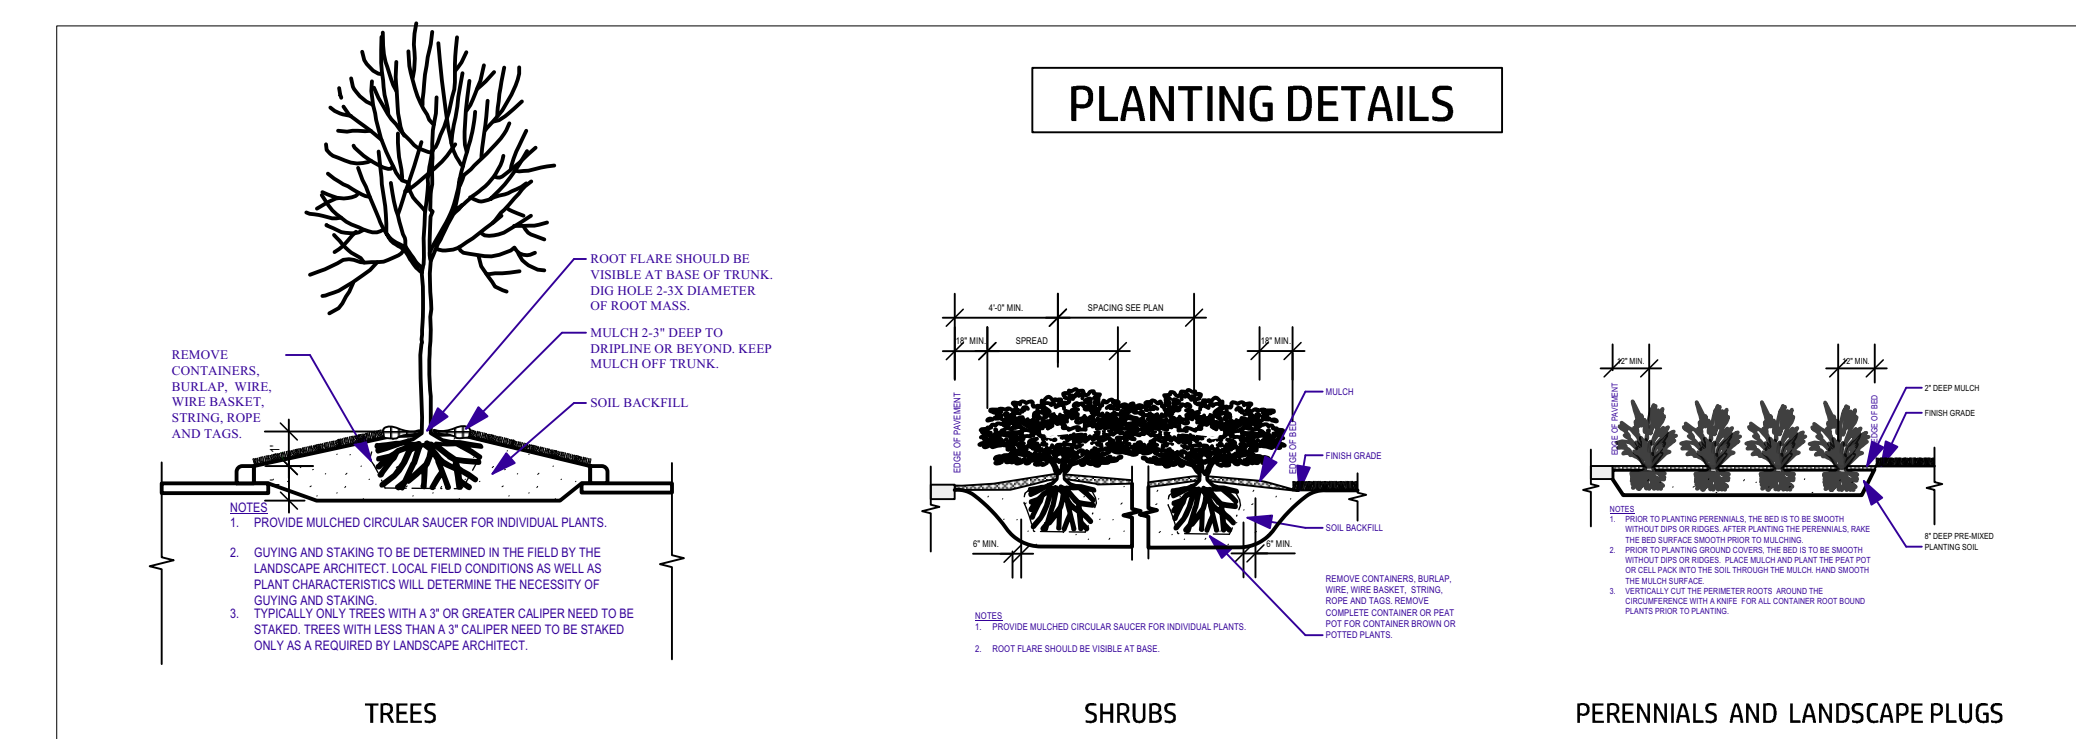 PLANTING DETAILS
ROOT FLARE SHOULD BE
VISIBLE AT BASE OF TRUNK.
DIG HOLE 2-3X DIAMETER
OF ROOT MASS.
MULCH 2-3" DEEP TO
DRIPLINE OR BEYOND. KEEP
MULCH OFF TRUNK.
SOIL BACKFILL
REMOVE
CONTAINERS,
BURLAP, WIRE,
WIRE BASKET,
STRING, ROPE
AND TAGS.
NOTES
1. PROVIDE MULCHED CIRCULAR SAUCER FOR INDIVIDUAL PLANTS.
2. GUYING AND STAKING TO BE DETERMINED IN THE FIELD BY THE
LANDSCAPE ARCHITECT. LOCAL FIELD CONDITIONS AS WELL AS
PLANT CHARACTERISTICS WILL DETERMINE THE NECESSITY OF
GUYING AND STAKING.
3. TYPICALLY ONLY TREES WITH A 3" OR GREATER CALIPER NEED TO BE
STAKED. TREES WITH LESS THAN A 3" CALIPER NEED TO BE STAKED
ONLY AS A REQUIRED BY LANDSCAPE ARCHITECT.
TREES
4'-0" MIN.
SPACING SEE PLAN
18" MIN.
SPREAD
18" MIN.
EDGE OF PAVEMENT
EDGE OF BED
MULCH
FINISH GRADE
SOIL BACKFILL
6" MIN.
6" MIN.
REMOVE CONTAINERS, BURLAP,
WIRE, WIRE BASKET, STRING,
ROPE AND TAGS. REMOVE
COMPLETE CONTAINER OR PEAT
POT FOR CONTAINER BROWN OR
POTTED PLANTS.
NOTES
1. PROVIDE MULCHED CIRCULAR SAUCER FOR INDIVIDUAL PLANTS.
2. ROOT FLARE SHOULD BE VISIBLE AT BASE.
SHRUBS
12" MIN.
12" MIN.
EDGE OF PAVEMENT
EDGE OF BED
2" DEEP MULCH
FINISH GRADE
8" DEEP PRE-MIXED
PLANTING SOIL
NOTES
1. PRIOR TO PLANTING PERENNIALS, THE BED IS TO BE SMOOTH
WITHOUT DIPS OR RIDGES. AFTER PLANTING THE PERENNIALS, RAKE
THE BED SURFACE SMOOTH PRIOR TO MULCHING.
2. PRIOR TO PLANTING GROUND COVERS, THE BED IS TO BE SMOOTH
WITHOUT DIPS OR RIDGES. PLACE MULCH AND PLANT THE PEAT POT
OR CELL PACK INTO THE SOIL THROUGH THE MULCH. HAND SMOOTH
THE MULCH SURFACE.
3. VERTICALLY CUT THE PERIMETER ROOTS AROUND THE
CIRCUMFERENCE WITH A KNIFE FOR ALL CONTAINER ROOT BOUND
PLANTS PRIOR TO PLANTING.
PERENNIALS AND LANDSCAPE PLUGS